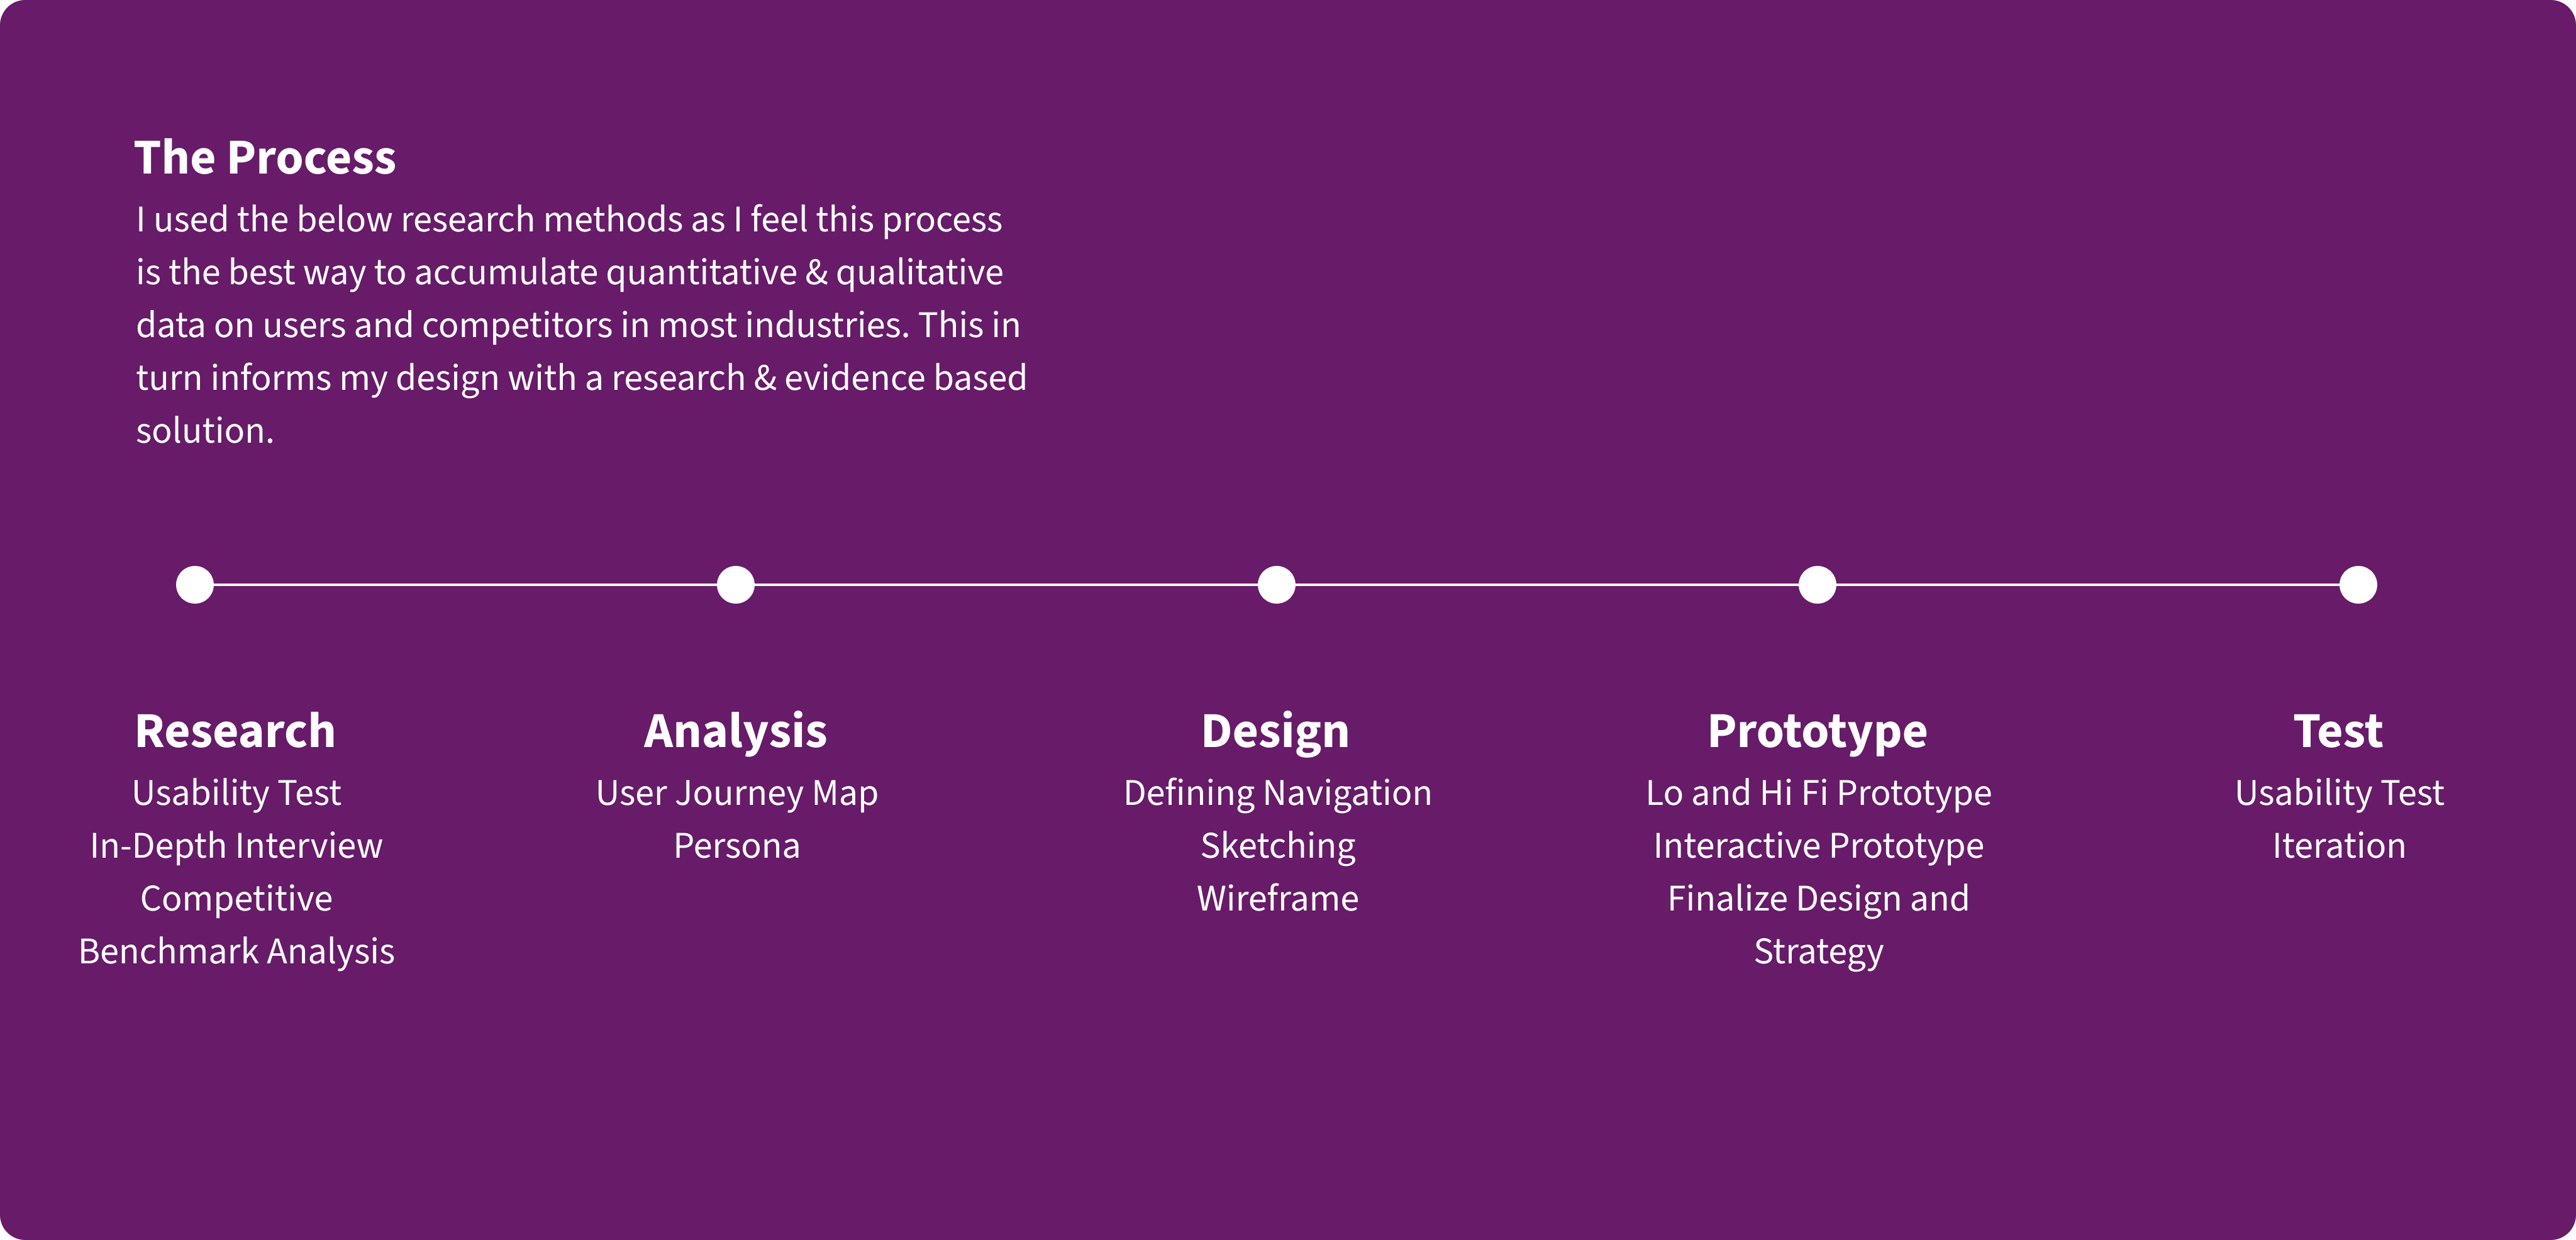 The Process
I used the below research methods as I feel this process
is the best way to accumulate quantitative & qualitative
data on users and competitors in most industries. This in
turn informs my design with a research & evidence based
solution.
Research
Usability Test
In-Depth Interview
Competitive
Benchmark Analysis
Analysis
User Journey Map
Persona
Design
Defining Navigation
Sketching
Wireframe
Prototype
Lo and Hi Fi Prototype
Interactive Prototype
Finalize Design and
Strategy
Test
Usability Test
Iteration